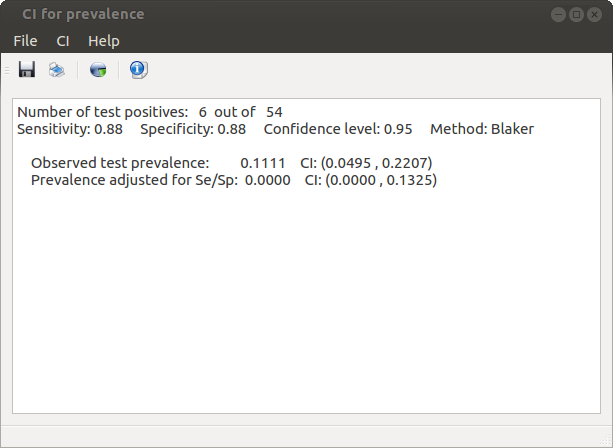 CI for prevalence
File CI Help
Number of test positives: 6 out of 54
Sensitivity: 0.88 Specificity: 0.88 Confidence level: 0.95 Method: Blaker
Observed test prevalence: 0.1111 CI: (0.0495 , 0.2207)
Prevalence adjusted for Se/Sp: 0.0000 CI: (0.0000 , 0.1325)